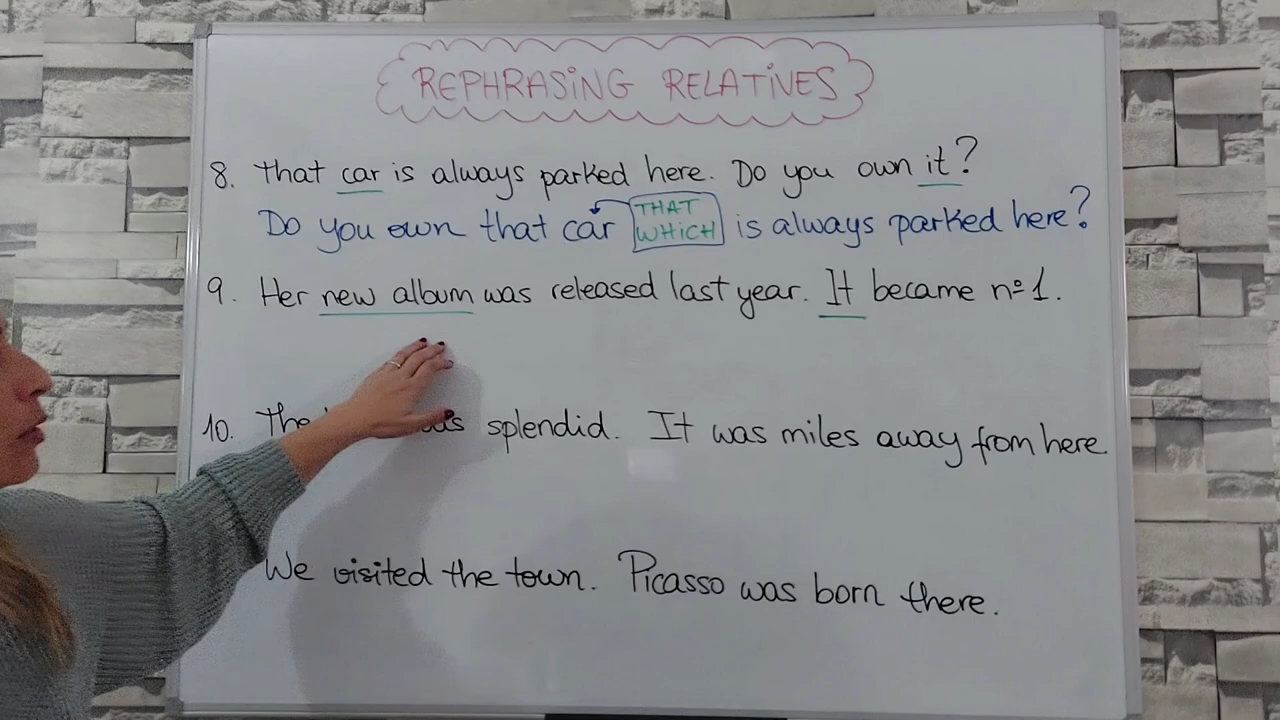 REPHRASING RELATIVES
8. That car is always parked here. Do you own it?
Do you own that car THAT WHICH is always parked here?
9. Her new album was released last year. It became nº 1.
10. The splendid. It was miles away from here
We visited the town. Picasso was born there.